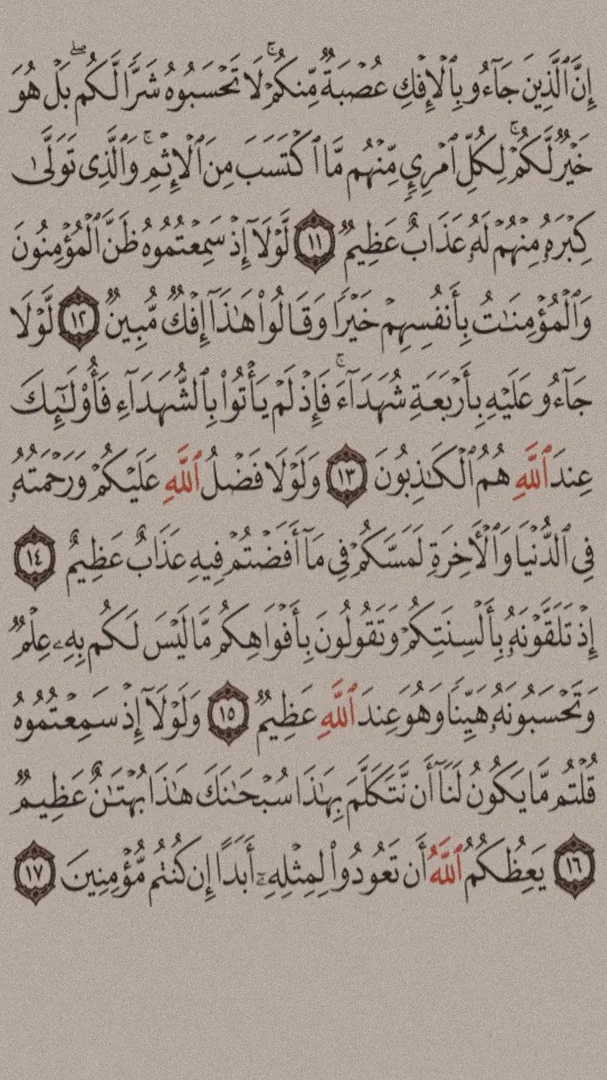 إِنَّ ٱلَّذِينَ جَآءُو بِٱلْإِفْكِ عُصْبَةٌ مِّنكُمْ ۚ لَا تَحْسَبُوهُ شَرًّا لَّكُم ۖ بَلْ هُوَ
خَيْرٌ لَّكُمْ ۚ لِكُلِّ ٱمْرِئٍ مِّنْهُم مَّا ٱكْتَسَبَ مِنَ ٱلْإِثْمِ ۚ وَٱلَّذِى تَوَلَّىٰ
كِبْرَهُۥ مِنْهُمْ لَهُۥ عَذَابٌ عَظِيمٌ ١١ لَّوْلَآ إِذْ سَمِعْتُمُوهُ ظَنَّ ٱلْمُؤْمِنُونَ
وَٱلْمُؤْمِنَـٰتُ بِأَنفُسِهِمْ خَيْرًا وَقَالُوا۟ هَـٰذَآ إِفْكٌ مُّبِينٌ ١٢ لَّوْلَا
جَآءُو عَلَيْهِ بِأَرْبَعَةِ شُهَدَآءَ ۚ فَإِذْ لَمْ يَأْتُوا۟ بِٱلشُّهَدَآءِ فَأُو۟لَـٰٓئِكَ
عِندَ ٱللَّهِ هُمُ ٱلْكَـٰذِبُونَ ١٣ وَلَوْلَا فَضْلُ ٱللَّهِ عَلَيْكُمْ وَرَحْمَتُهُۥ
فِى ٱلدُّنْيَا وَٱلْـَٔاخِرَةِ لَمَسَّكُمْ فِى مَآ أَفَضْتُمْ فِيهِ عَذَابٌ عَظِيمٌ ١٤
إِذْ تَلَقَّوْنَهُۥ بِأَلْسِنَتِكُمْ وَتَقُولُونَ بِأَفْوَاهِكُم مَّا لَيْسَ لَكُم بِهِۦ عِلْمٌ
وَتَحْسَبُونَهُۥ هَيِّنًا وَهُوَ عِندَ ٱللَّهِ عَظِيمٌ ١٥ وَلَوْلَآ إِذْ سَمِعْتُمُوهُ
قُلْتُم مَّا يَكُونُ لَنَآ أَن نَّتَكَلَّمَ بِهَـٰذَا سُبْحَـٰنَكَ هَـٰذَا بُهْتَـٰنٌ عَظِيمٌ
١٦ يَعِظُكُمُ ٱللَّهُ أَن تَعُودُوا۟ لِمِثْلِهِۦٓ أَبَدًا إِن كُنتُم مُّؤْمِنِينَ ١٧